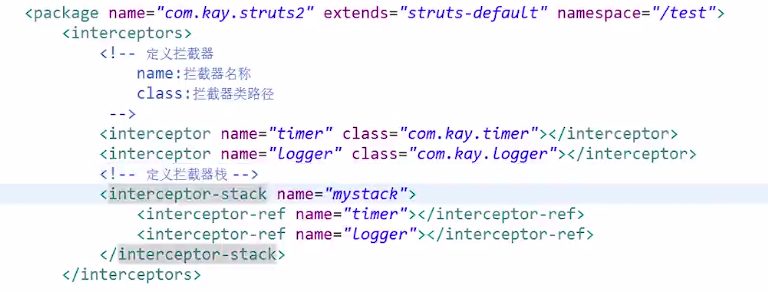 <package name="com.kay.struts2" extends="struts-default" namespace="/test">
<interceptors>
<!-- 定义拦截器
name:拦截器名称
class:拦截器类路径
-->
<interceptor name="timer" class="com.kay.timer"></interceptor>
<interceptor name="logger" class="com.kay.logger"></interceptor>
<!-- 定义拦截器栈 -->
<interceptor-stack name="mystack">
<interceptor-ref name="timer"></interceptor-ref>
<interceptor-ref name="logger"></interceptor-ref>
</interceptor-stack>
</interceptors>